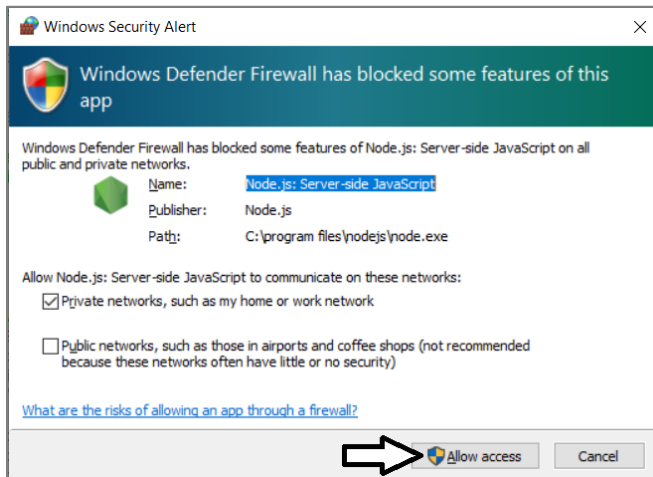 Windows Security Alert
Windows Defender Firewall has blocked some features of this
app
Windows Defender Firewall has blocked some features of Node.js: Server-side JavaScript on all
public and private networks.
Name: Node.js: Server-side JavaScript
Publisher: Node.js
Path: C:\program files\nodejs\node.exe
Allow Node.js: Server-side JavaScript to communicate on these networks:
Private networks, such as my home or work network
Public networks, such as those in airports and coffee shops (not recommended
because these networks often have little or no security)
What are the risks of allowing an app through a firewall?
Allow access Cancel